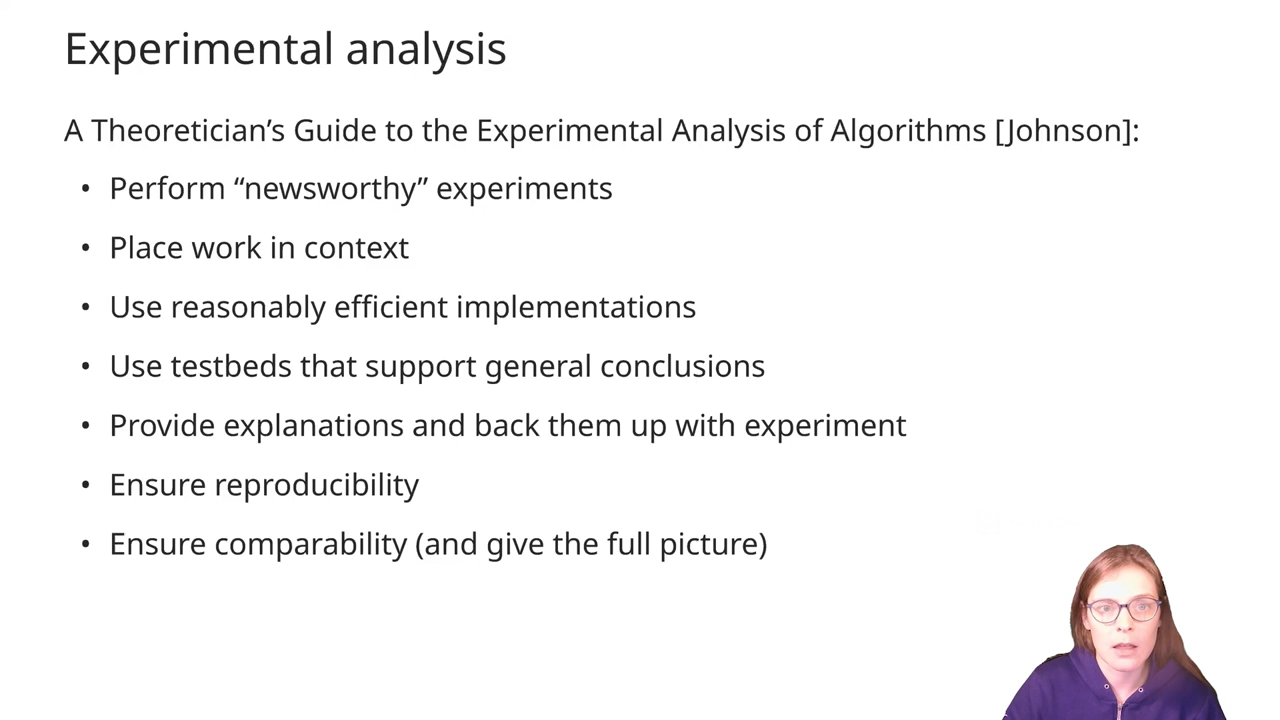 Experimental analysis
A Theoretician’s Guide to the Experimental Analysis of Algorithms [Johnson]:
• Perform “newsworthy” experiments
• Place work in context
• Use reasonably efficient implementations
• Use testbeds that support general conclusions
• Provide explanations and back them up with experiment
• Ensure reproducibility
• Ensure comparability (and give the full picture)